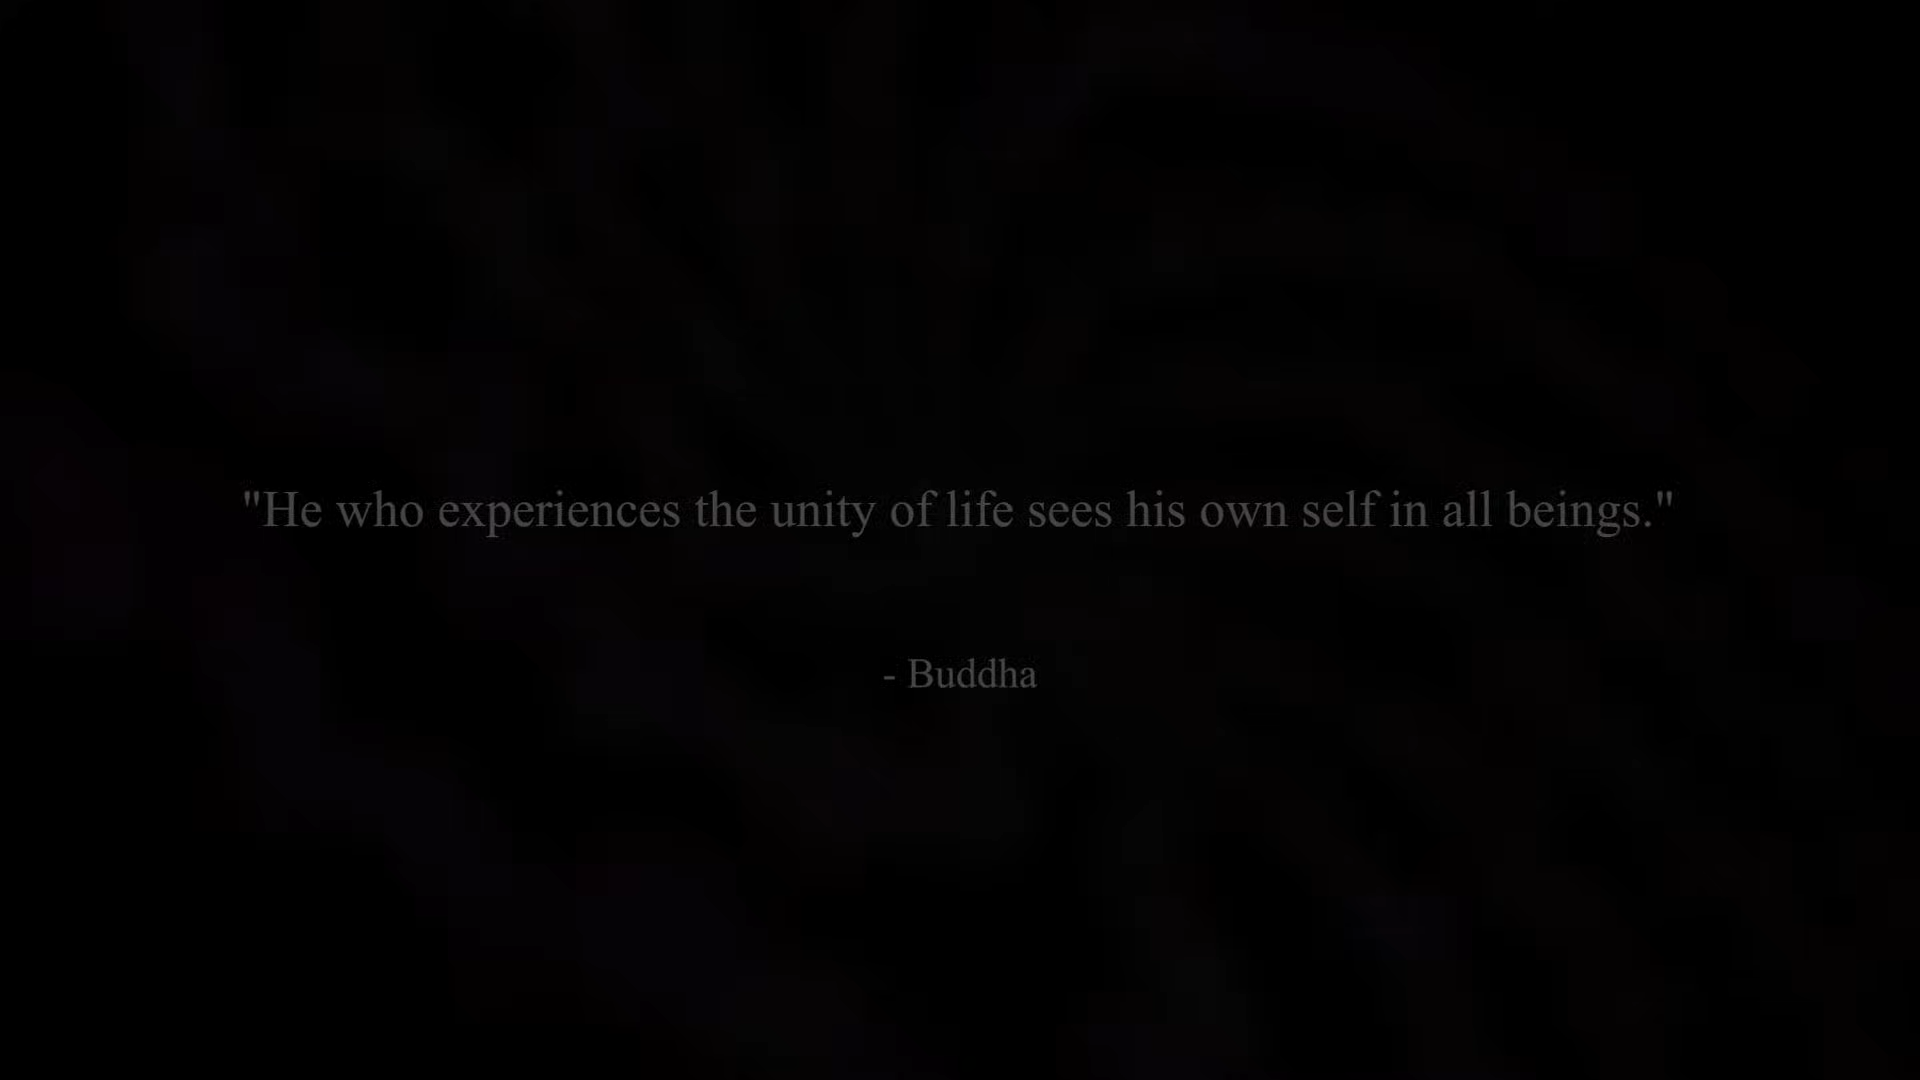 "He who experiences the unity of life sees his own self in all beings."
- Buddha